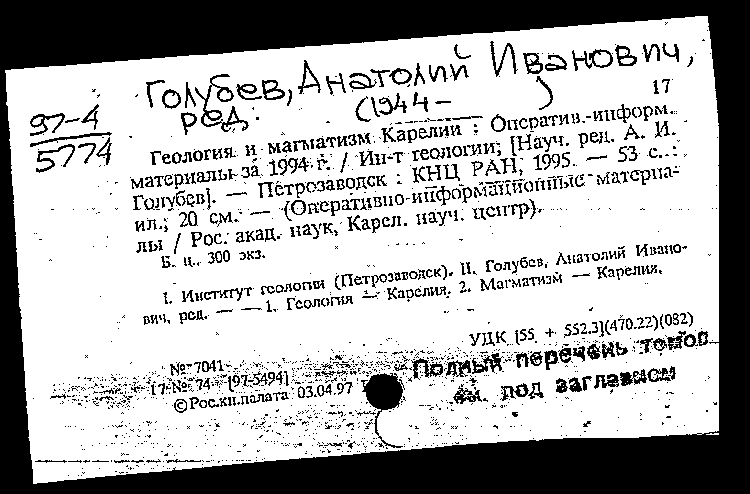 Голубев, Анатолий Иванович,
ред. (1944- )
97-4
5774
17
Геология и магматизм Карелии : Оператив.-информ.
материалы за 1994 г. / Ин-т геологии; [Науч. ред. А. И.
Голубев]. — Петрозаводск : КНЦ РАН, 1995. — 53 с. :
ил.; 20 см. — (Оперативно-информационные материа-
лы / Рос. акад. наук, Карел. науч. центр).
Б. ц., 300 экз.
I. Институт геологии (Петрозаводск). II. Голубев, Анатолий Ивано-
вич, ред. — — 1. Геология — Карелия. 2. Магматизм — Карелия.
УДК [55 + 552.3](470.22)(082)
№ 7041
17 № 74 [97-5494]
© Рос.кн.палата 03.04.97
Полный перечень томов
см. под заглавием